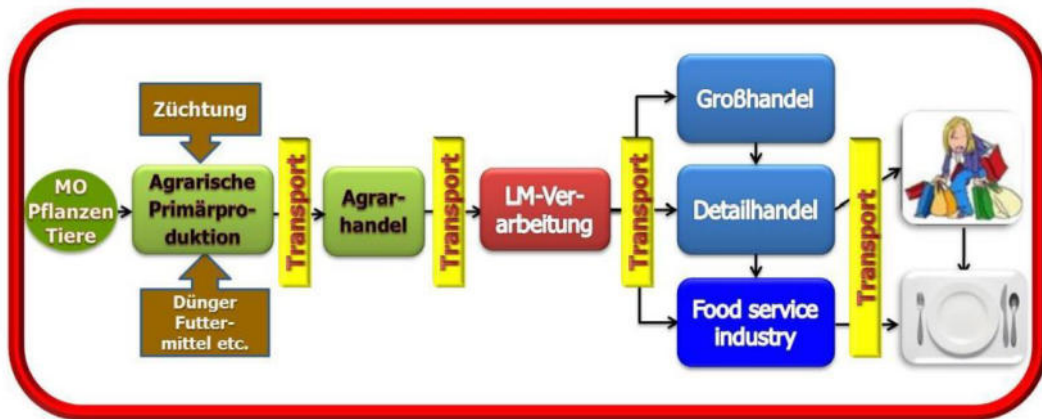 Züchtung
MO
Pflanzen
Tiere
Agrarische
Primärpro-
duktion
Dünger
Futter-
mittel etc.
Transport
Agrar-
handel
Transport
LM-Ver-
arbeitung
Transport
Großhandel
Detailhandel
Food service
industry
Transport